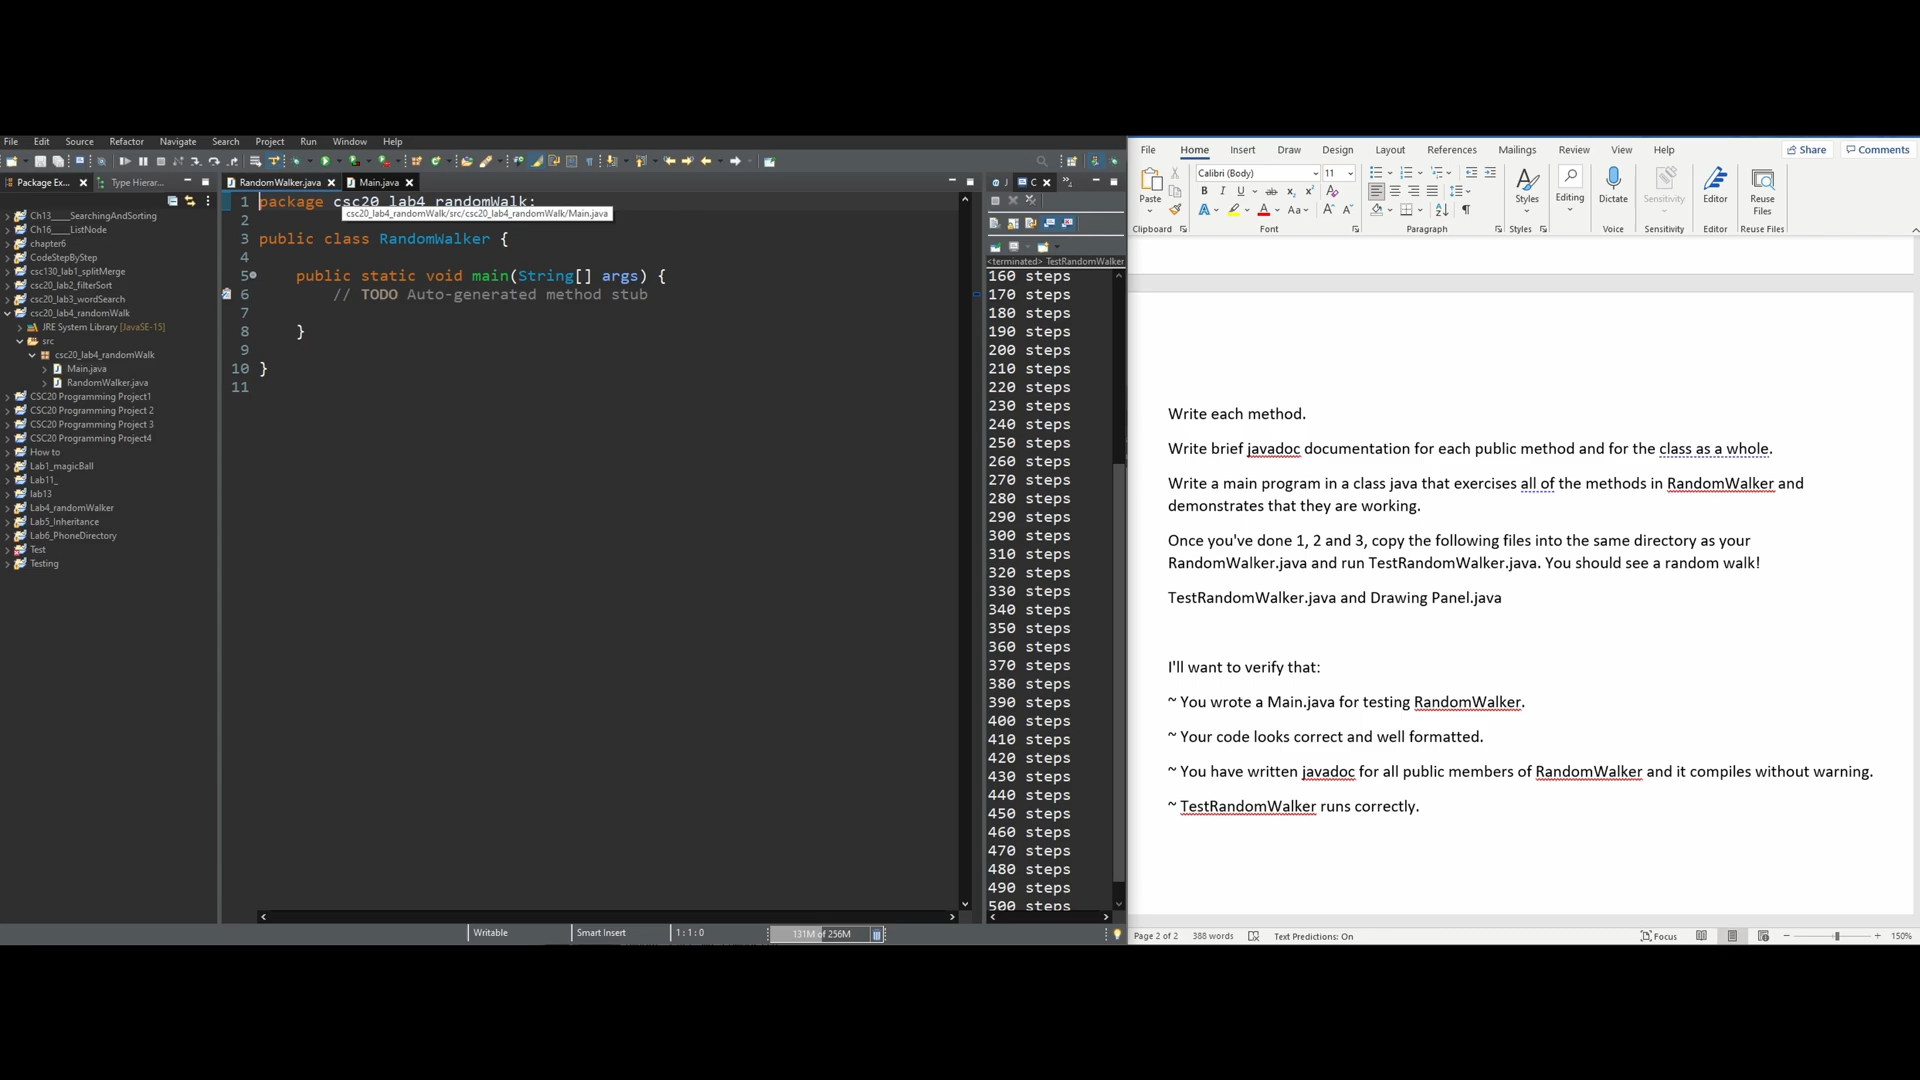 File Edit Source Refactor Navigate Search Project Run Window Help
Package Ex...
Type Hierar...
Ch13____SearchingAndSorting
Ch16____ListNode
chapter6
CodeStepByStep
csc130_lab1_splitMerge
csc20_lab2_filterSort
csc20_lab3_wordSearch
csc20_lab4_randomWalk
JRE System Library [JavaSE-15]
src
csc20_lab4_randomWalk
Main.java
RandomWalker.java
CSC20 Programming Project1
CSC20 Programming Project 2
CSC20 Programming Project 3
CSC20 Programming Project4
How to
Lab1_magicBall
Lab11_
lab13
Lab4_randomWalker
Lab5_Inheritance
Lab6_PhoneDirectory
Test
Testing
RandomWalker.java Main.java
1 package csc20_lab4_randomWalk;
csc20_lab4_randomWalk/src/csc20_lab4_randomWalk/Main.java
2
3 public class RandomWalker {
4
5 public static void main(String[] args) {
6 // TODO Auto-generated method stub
7
8 }
9
10 }
11
Writable Smart Insert 1 : 1 : 0 131M of 256M
J C
<terminated> TestRandomWalker
160 steps
170 steps
180 steps
190 steps
200 steps
210 steps
220 steps
230 steps
240 steps
250 steps
260 steps
270 steps
280 steps
290 steps
300 steps
310 steps
320 steps
330 steps
340 steps
350 steps
360 steps
370 steps
380 steps
390 steps
400 steps
410 steps
420 steps
430 steps
440 steps
450 steps
460 steps
470 steps
480 steps
490 steps
500 steps
File Home Insert Draw Design Layout References Mailings Review View Help Share Comments
Calibri (Body) 11
Paste Styles Editing Dictate Sensitivity Editor Reuse Files
Clipboard Font Paragraph Styles Voice Sensitivity Editor Reuse Files
Write each method.
Write brief javadoc documentation for each public method and for the class as a whole.
Write a main program in a class java that exercises all of the methods in RandomWalker and
demonstrates that they are working.
Once you've done 1, 2 and 3, copy the following files into the same directory as your
RandomWalker.java and run TestRandomWalker.java. You should see a random walk!
TestRandomWalker.java and Drawing Panel.java
I'll want to verify that:
~ You wrote a Main.java for testing RandomWalker.
~ Your code looks correct and well formatted.
~ You have written javadoc for all public members of RandomWalker and it compiles without warning.
~ TestRandomWalker runs correctly.
Page 2 of 2 388 words Text Predictions: On Focus 150%